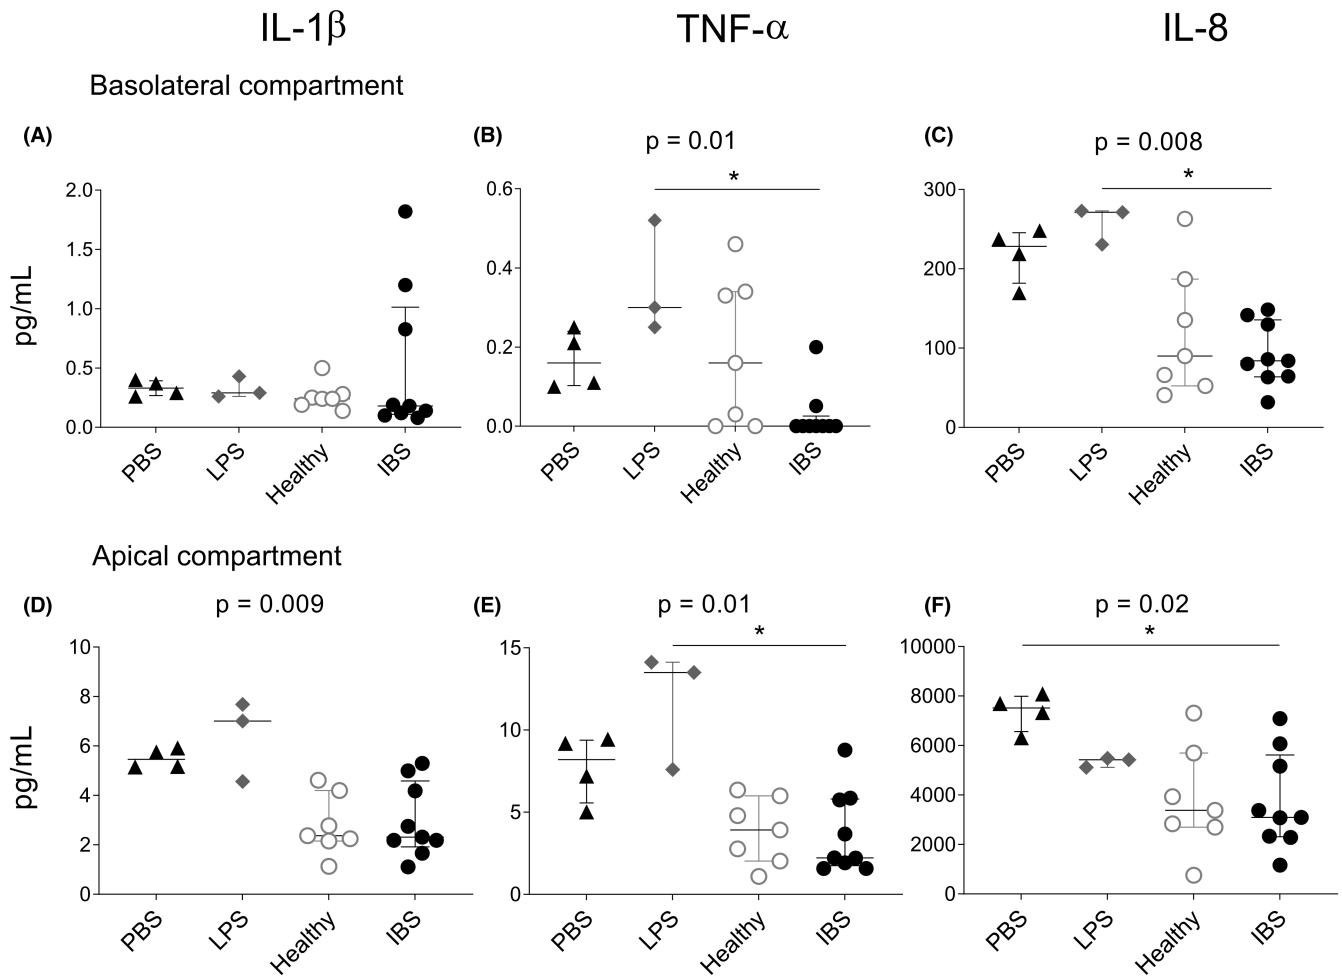 IL-1β TNF-α IL-8
Basolateral compartment
(A) (B) (C)
p = 0.01 p = 0.008
* *
2.0 0.6 300
1.5 0.4 200
1.0 0.2 100
0.5 0.0 0
0.0
pg/mL
PBS LPS Healthy IBS PBS LPS Healthy IBS PBS LPS Healthy IBS
Apical compartment
(D) (E) (F)
p = 0.009 p = 0.01 p = 0.02
* *
10 15 10000
8 10 8000
6 5 6000
4 0 4000
2 2000
0 0
pg/mL
PBS LPS Healthy IBS PBS LPS Healthy IBS PBS LPS Healthy IBS